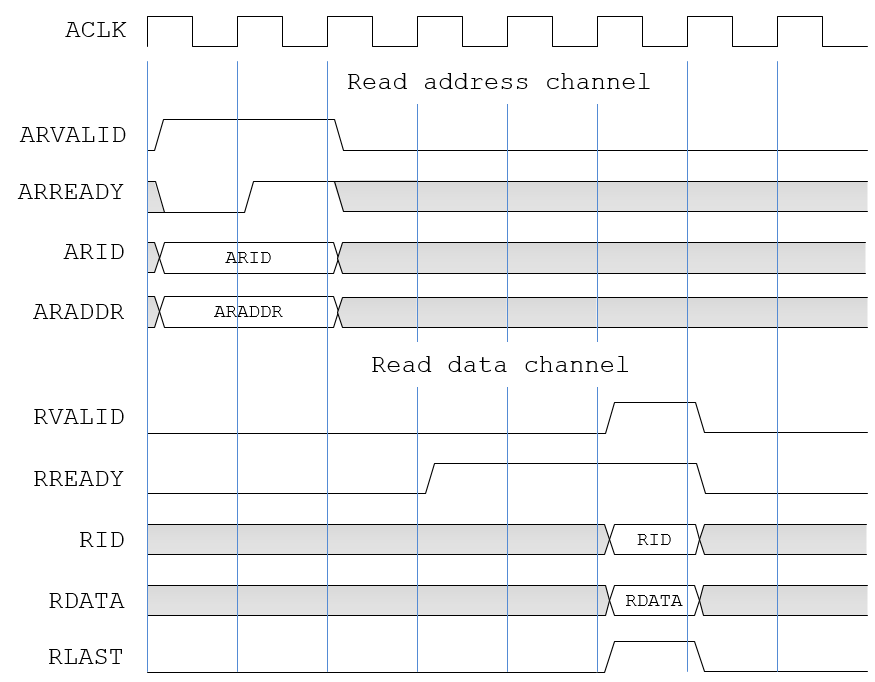 ACLK
Read address channel
ARVALID
ARREADY
ARID ARID
ARADDR ARADDR
Read data channel
RVALID
RREADY
RID RID
RDATA RDATA
RLAST